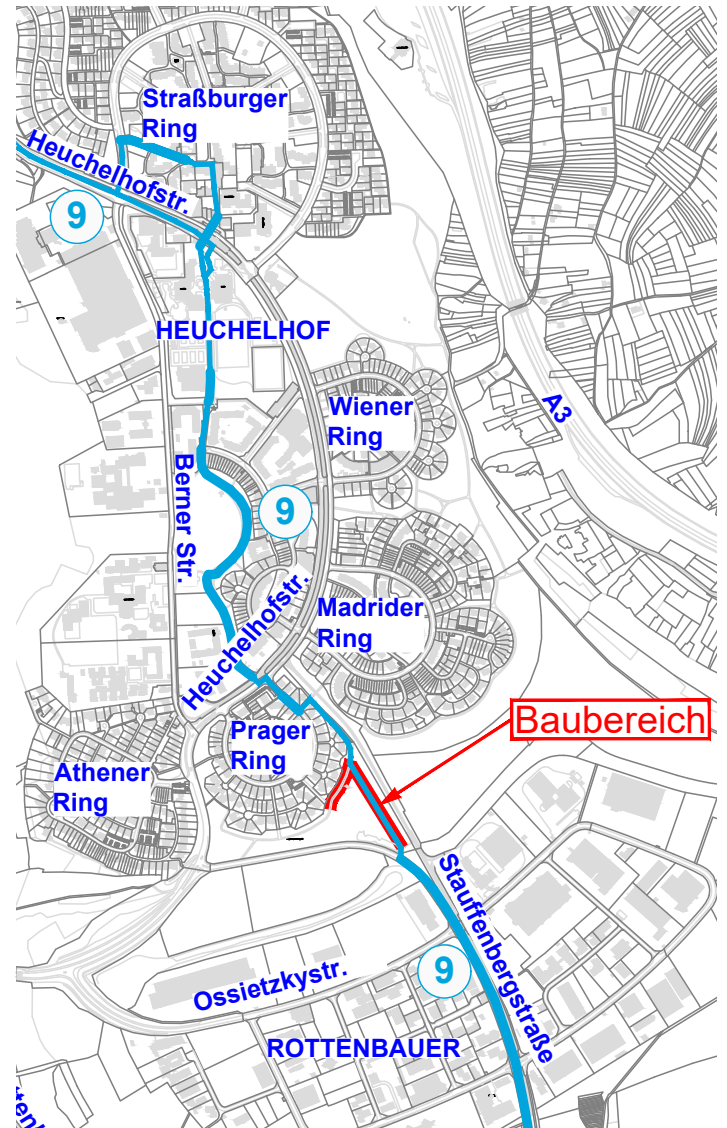 Straßburger
Ring
Heuchelhofstr.
9
HEUCHELHOF
Wiener
Ring
A3
Berner Str.
9
Madrider
Ring
Heuchelhofstr.
Baubereich
Prager
Ring
Athener
Ring
Stauffenbergstraße
9
Ossietzkystr.
ROTTENBAUER